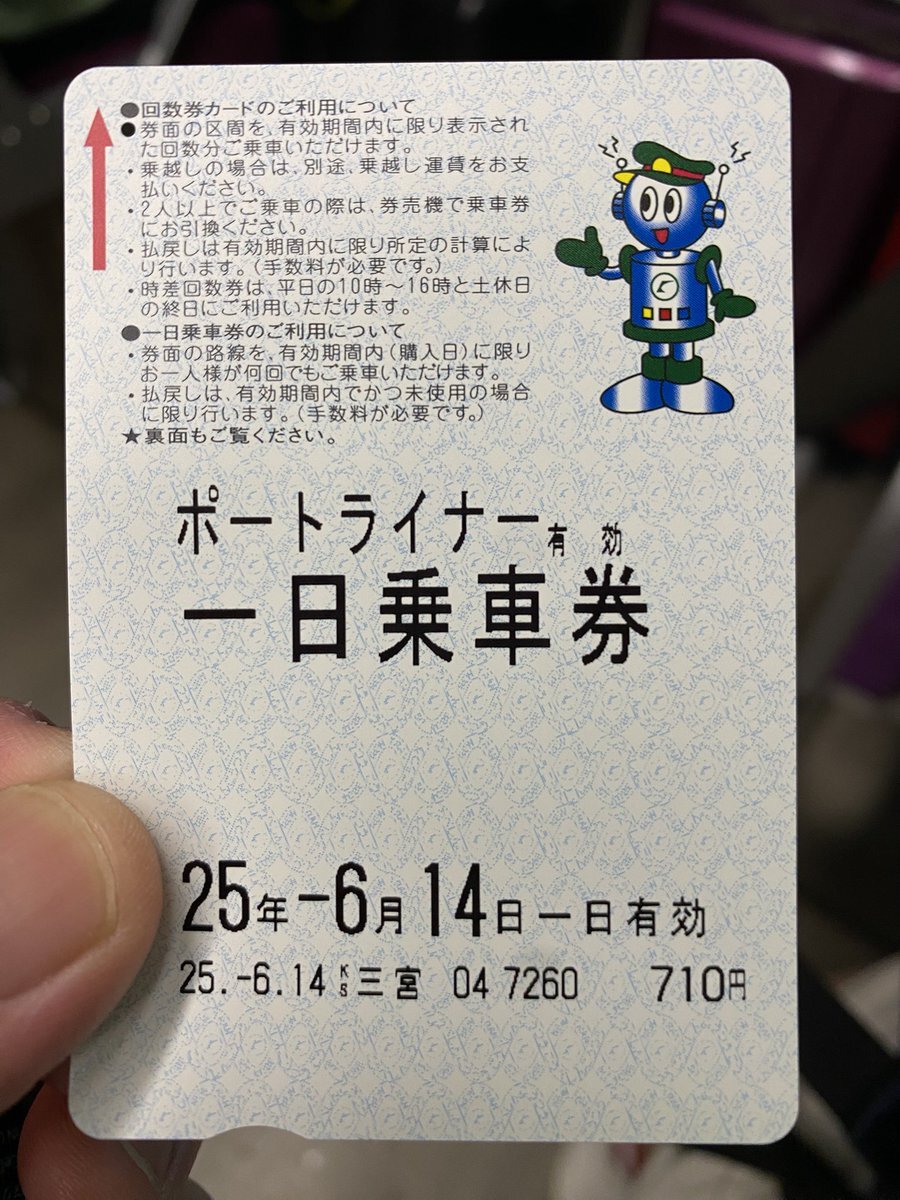 ●回数券カードのご利用について
●券面の区間を、有効期間内に限り表示され
た回数分ご乗車いただけます。
・乗越しの場合は、別途、乗越し運賃をお支
払いください。
・2人以上でご乗車の際は、券売機で乗車券
にお引換ください。
・払戻しは有効期間内に限り所定の計算によ
り行います。（手数料が必要です。）
・時差回数券は、平日の10時～16時と土休日
の終日にご利用いただけます。
●一日乗車券のご利用について
・券面の路線を、有効期間内（購入日）に限り
お一人様が何回でもご乗車いただけます。
・払戻しは、有効期間内でかつ未使用の場合
に限り行います。（手数料が必要です。）
★裏面もご覧ください。
ポートライナー有効
一日乗車券
25年-6月14日一日有効
25.-6.14 KS三宮 04 7260 710円